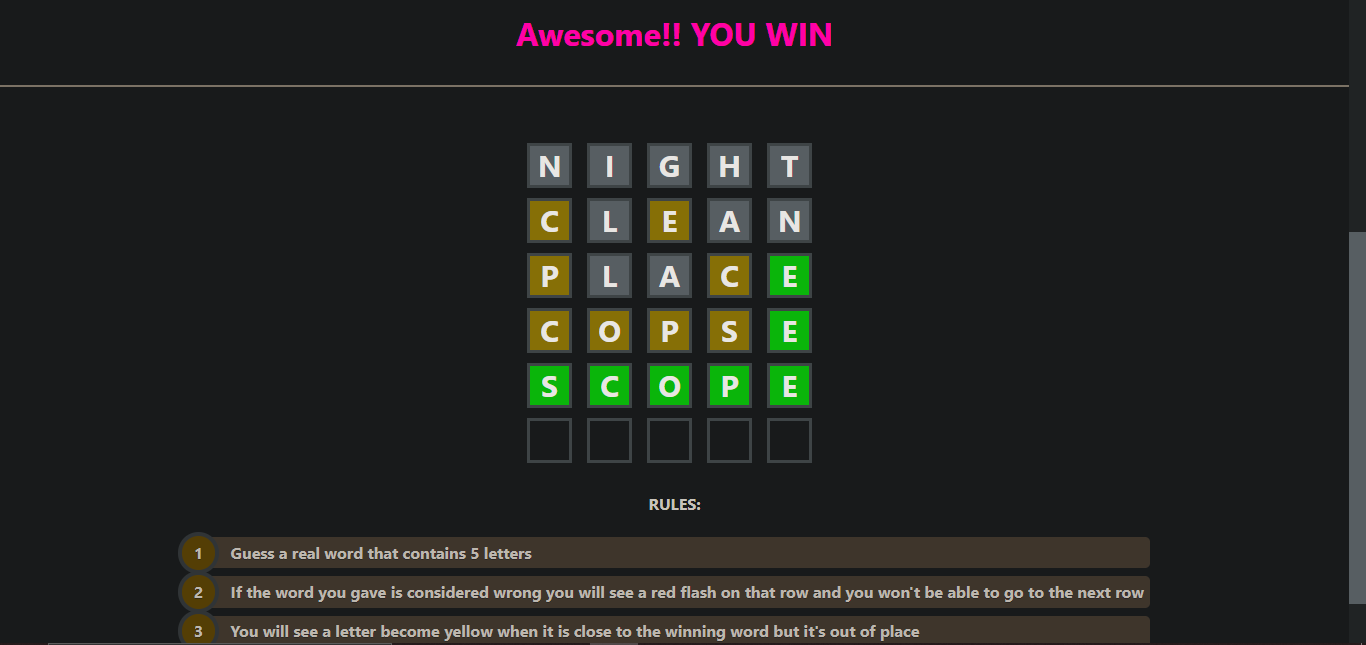 Awesome!! YOU WIN
N I G H T
C L E A N
P L A C E
C O P S E
S C O P E
RULES:
1 Guess a real word that contains 5 letters
2 If the word you gave is considered wrong you will see a red flash on that row and you won't be able to go to the next row
3 You will see a letter become yellow when it is close to the winning word but it's out of place